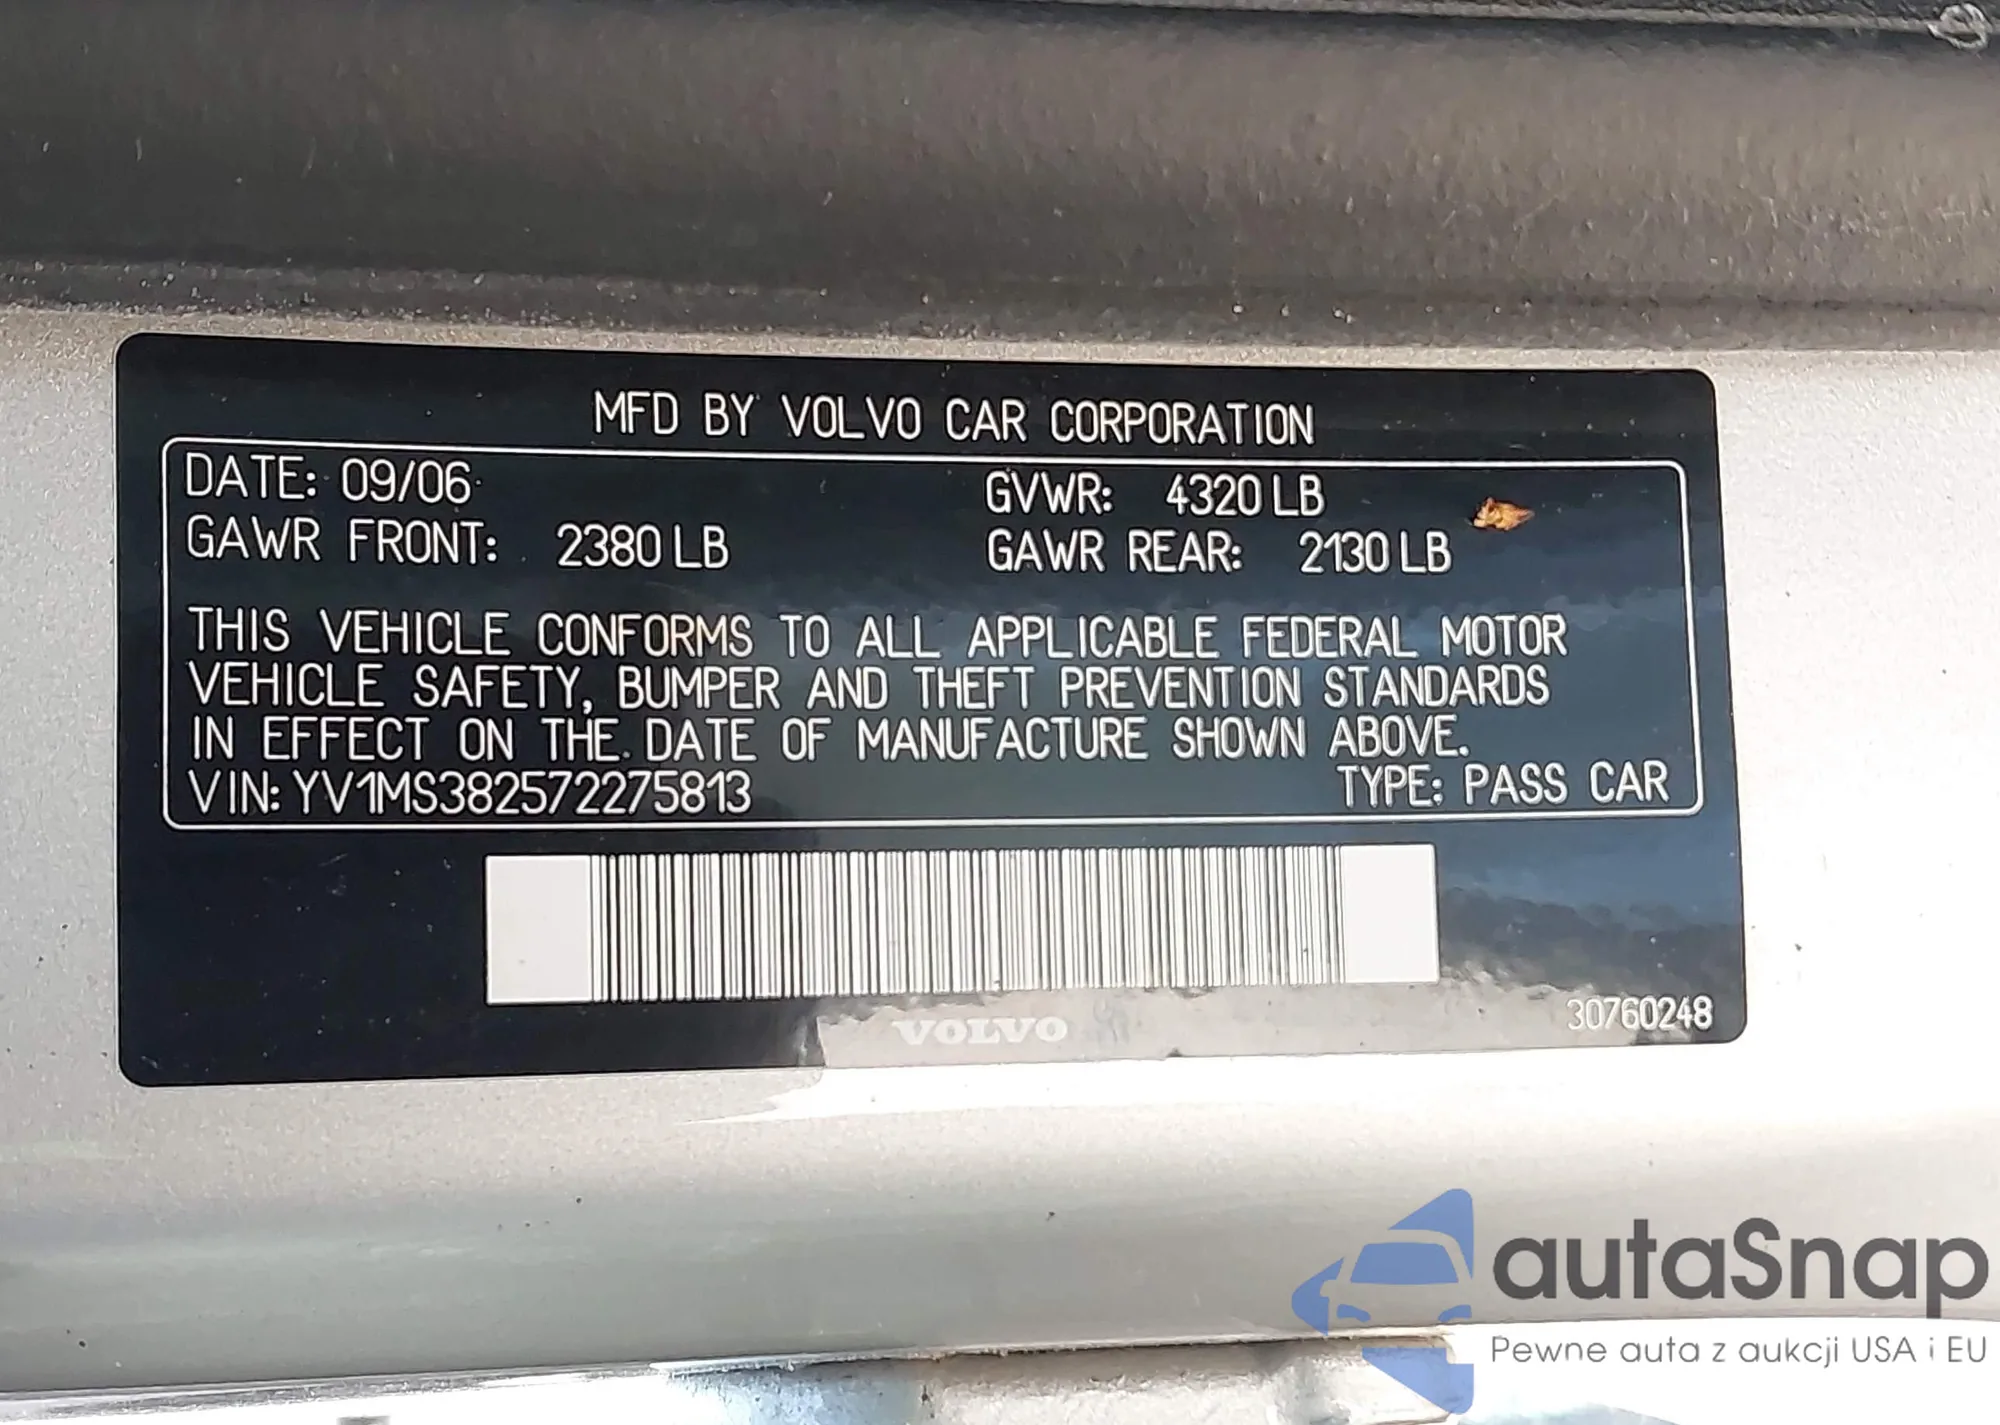 MFD BY VOLVO CAR CORPORATION
DATE: 09/06 GVWR: 4320 LB
GAWR FRONT: 2380 LB GAWR REAR: 2130 LB
THIS VEHICLE CONFORMS TO ALL APPLICABLE FEDERAL MOTOR
VEHICLE SAFETY, BUMPER AND THEFT PREVENTION STANDARDS
IN EFFECT ON THE DATE OF MANUFACTURE SHOWN ABOVE.
VIN: YV1MS382572275813 TYPE: PASS CAR
VOLVO
30760248
autaSnap
Pewne auta z aukcji USA i EU